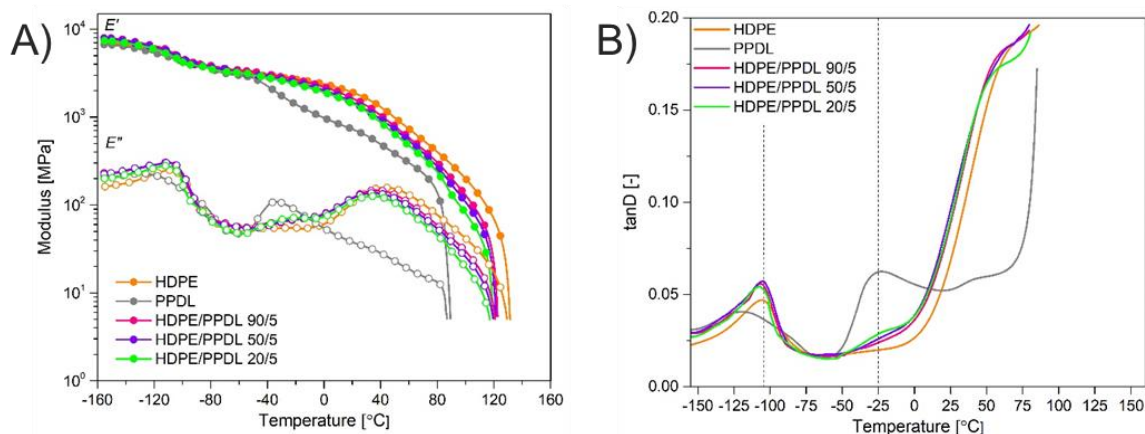 A)
E'
E"
10⁴
10³
10²
10¹
10⁰
Modulus [MPa]
HDPE
PPDL
HDPE/PPDL 90/5
HDPE/PPDL 50/5
HDPE/PPDL 20/5
-160 -120 -80 -40 0 40 80 120 160
Temperature [°C]
B)
0.20
0.15
0.10
0.05
0.00
tanD [-]
HDPE
PPDL
HDPE/PPDL 90/5
HDPE/PPDL 50/5
HDPE/PPDL 20/5
-150 -125 -100 -75 -50 -25 0 25 50 75 100 125 150
Temperature [°C]